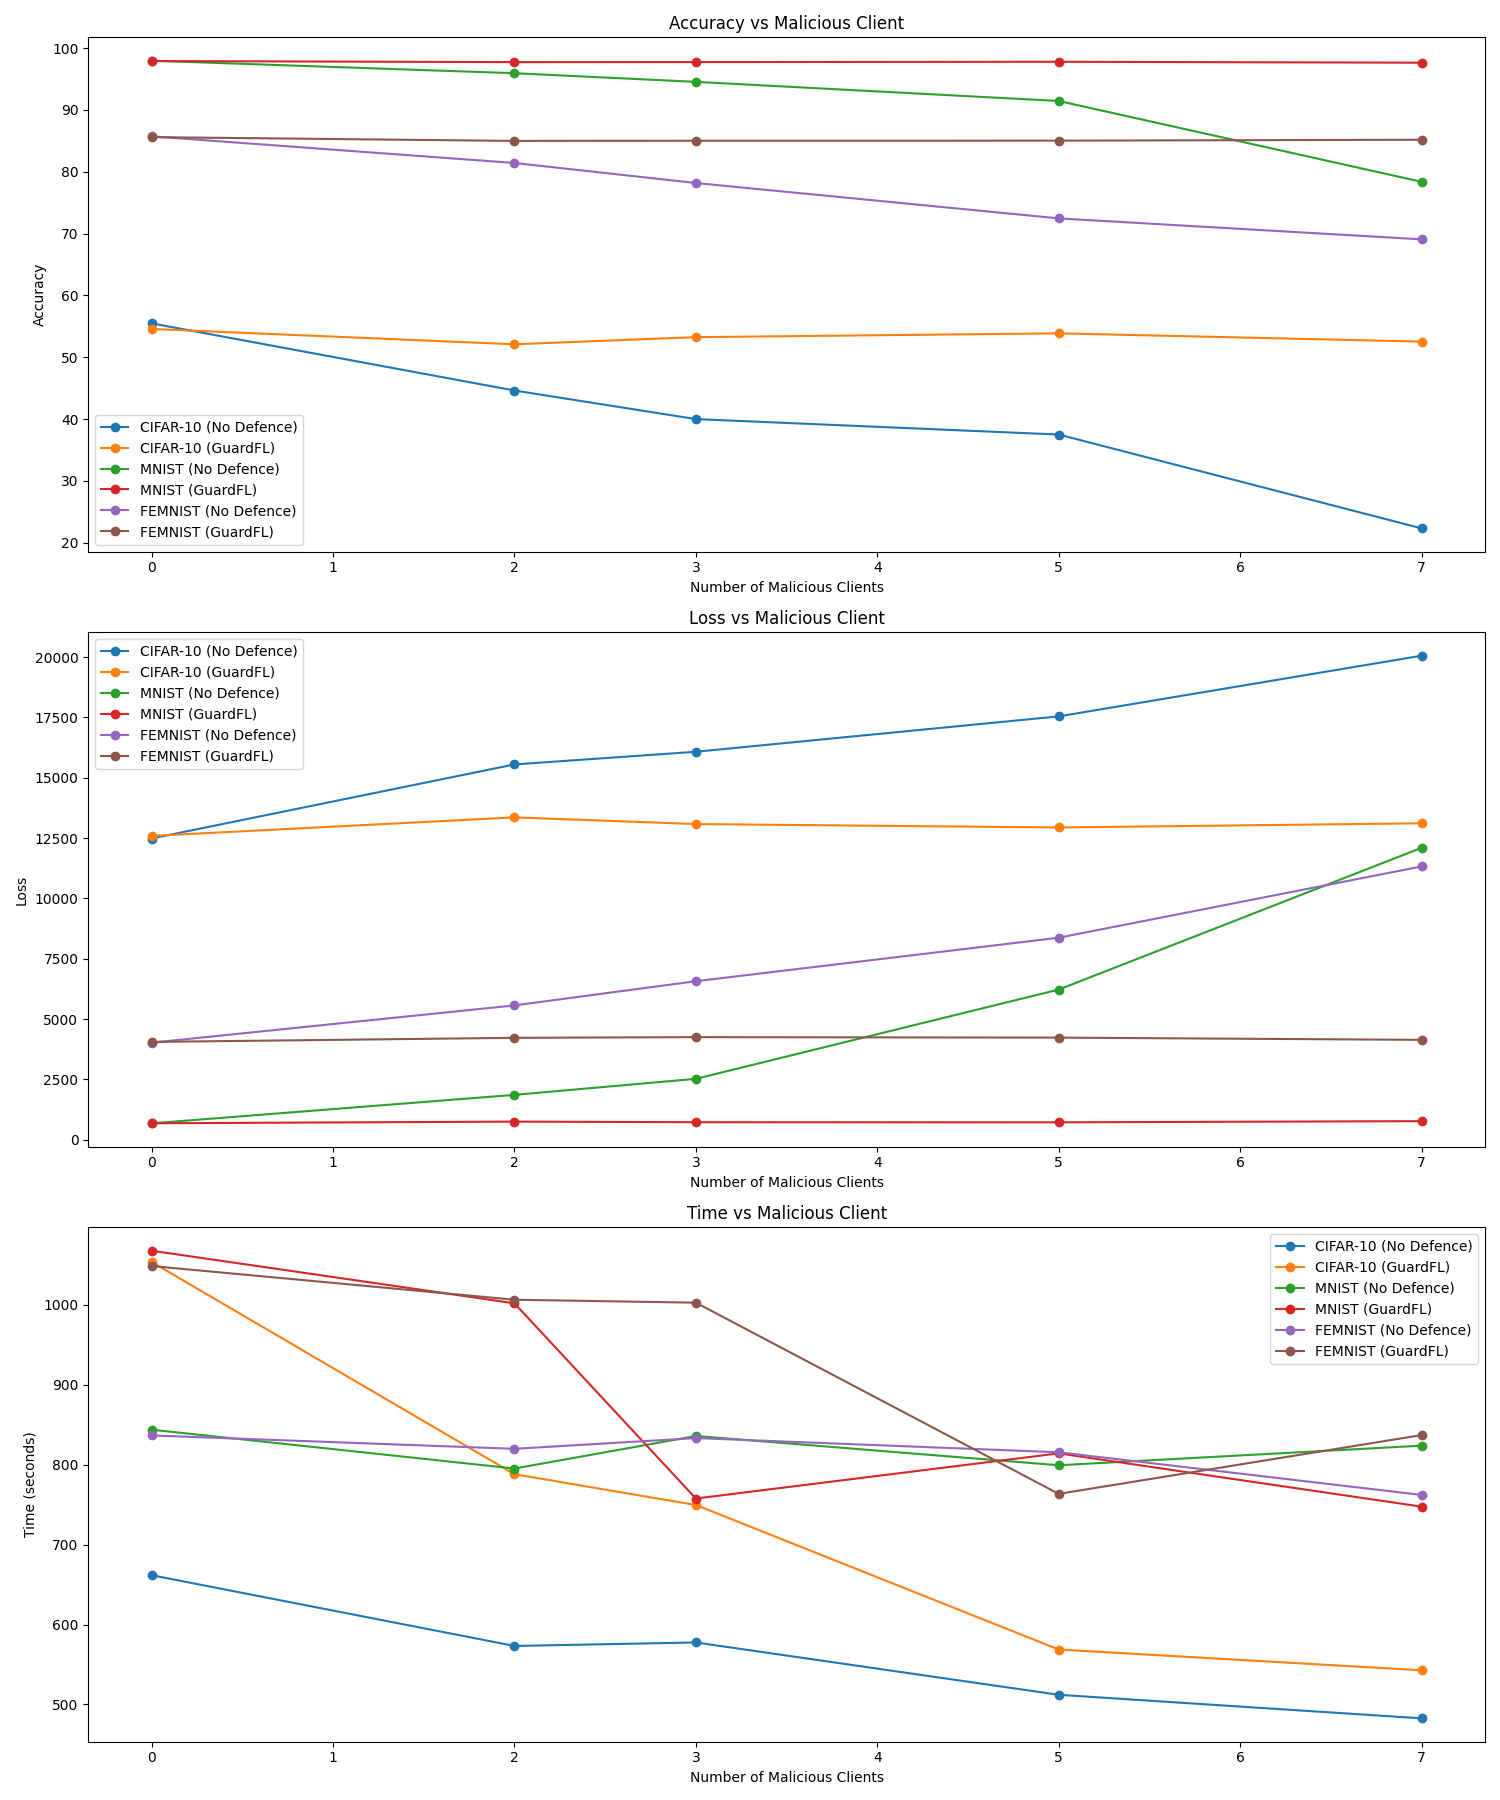 Accuracy vs Malicious Client
100
90
80
70
60
50
40
30
20
Accuracy
CIFAR-10 (No Defence)
CIFAR-10 (GuardFL)
MNIST (No Defence)
MNIST (GuardFL)
FEMNIST (No Defence)
FEMNIST (GuardFL)
0 1 2 3 4 5 6 7
Number of Malicious Clients
Loss vs Malicious Client
20000
17500
15000
12500
10000
7500
5000
2500
0
Loss
CIFAR-10 (No Defence)
CIFAR-10 (GuardFL)
MNIST (No Defence)
MNIST (GuardFL)
FEMNIST (No Defence)
FEMNIST (GuardFL)
0 1 2 3 4 5 6 7
Number of Malicious Clients
Time vs Malicious Client
1000
900
800
700
600
500
Time (seconds)
CIFAR-10 (No Defence)
CIFAR-10 (GuardFL)
MNIST (No Defence)
MNIST (GuardFL)
FEMNIST (No Defence)
FEMNIST (GuardFL)
0 1 2 3 4 5 6 7
Number of Malicious Clients